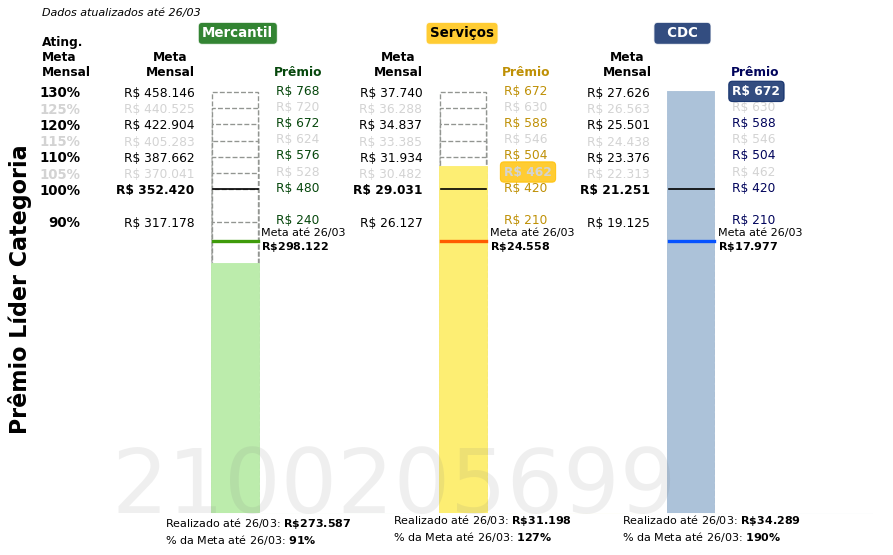 Dados atualizados até 26/03
Mercantil Serviços CDC
Ating. Meta Mensal Meta Mensal Prêmio Meta Mensal Prêmio Meta Mensal Prêmio
130% R$ 458.146 R$ 768 R$ 37.740 R$ 672 R$ 27.626 R$ 672
125% R$ 440.525 R$ 720 R$ 36.288 R$ 630 R$ 26.563 R$ 630
120% R$ 422.904 R$ 672 R$ 34.837 R$ 588 R$ 25.501 R$ 588
115% R$ 405.283 R$ 624 R$ 33.385 R$ 546 R$ 24.438 R$ 546
110% R$ 387.662 R$ 576 R$ 31.934 R$ 504 R$ 23.376 R$ 504
105% R$ 370.041 R$ 528 R$ 30.482 R$ 462 R$ 22.313 R$ 462
100% R$ 352.420 R$ 480 R$ 29.031 R$ 420 R$ 21.251 R$ 420
90% R$ 317.178 R$ 240 R$ 26.127 R$ 210 R$ 19.125 R$ 210
Meta até 26/03 Meta até 26/03 Meta até 26/03
R$298.122 R$24.558 R$17.977
Prêmio Líder Categoria
2100205699
Realizado até 26/03: R$273.587 Realizado até 26/03: R$31.198 Realizado até 26/03: R$34.289
% da Meta até 26/03: 91% % da Meta até 26/03: 127% % da Meta até 26/03: 190%